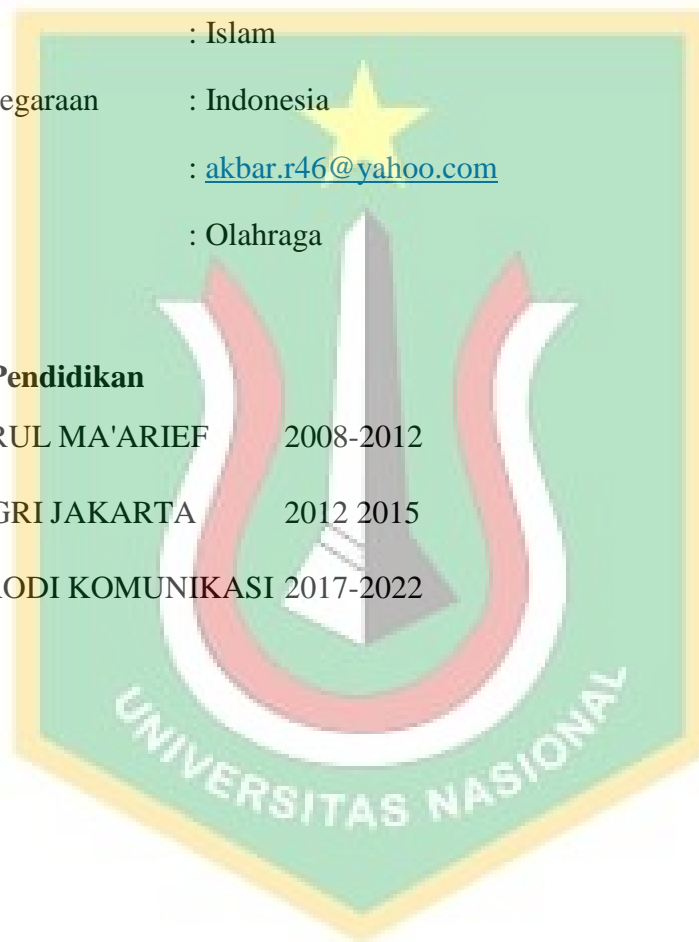 : Islam
egaraan : Indonesia
: akbar.r46@yahoo.com
: Olahraga
Pendidikan
RUL MA'ARIEF 2008-2012
GRI JAKARTA 2012 2015
RODI KOMUNIKASI 2017-2022
UNIVERSITAS NASIONAL